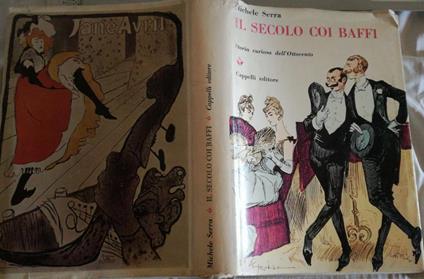 Jane Avril
Michele Serra IL SECOLO COI BAFFI Cappelli editore
Michele Serra
IL SECOLO COI BAFFI
Storia curiosa dell'Ottocento
Cappelli editore